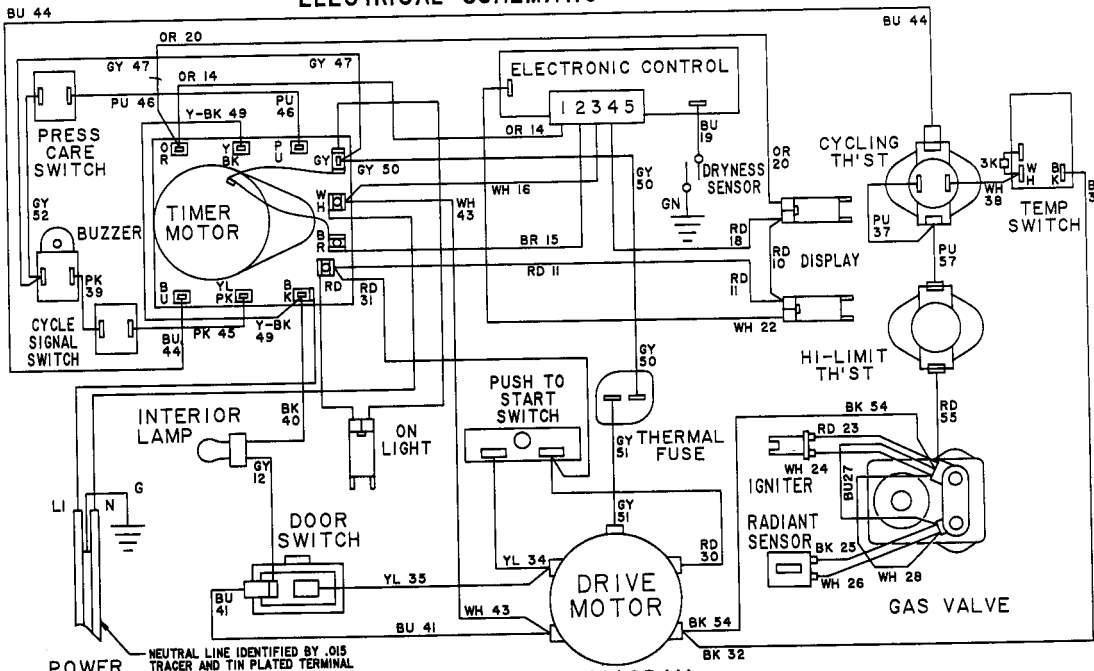 BU 44
ELECTRICAL SCHEMATIC
OR 20
BU 44
GY 47
GY 47
OR 14
ELECTRONIC CONTROL
PU 46
Y-BK 49
PU 46
1 2 3 4 5
OR 14
BU 19
PRESS CARE SWITCH
OR
Y BK
PU
GY
GY 50
CYCLING TH'ST
OR 20
3K
WH
BK
DRYNESS SENSOR
GN
GY 50
WH 16
WH
WH 43
WH 38
TEMP SWITCH
GY 52
TIMER MOTOR
BUZZER
BR
BR 15
RD 18
PU 37
RD 10
DISPLAY
PU 57
PK 39
RD
RD 11
RD 31
RD 11
BU
YL PK
BK
CYCLE SIGNAL SWITCH
BU 44
PK 45
Y-BK 49
WH 22
GY 50
HI-LIMIT TH'ST
PUSH TO START SWITCH
INTERIOR LAMP
BK 40
ON LIGHT
GY 51
THERMAL FUSE
BK 54
RD 55
RD 23
WH 24
IGNITER
BU27
GY 12
L1
N
G
DOOR SWITCH
GY 51
RADIANT SENSOR
BK 25
WH 26
WH 28
GAS VALVE
YL 34
RD 30
YL 35
DRIVE MOTOR
BU 41
WH 43
BU 41
BK 54
BK 32
NEUTRAL LINE IDENTIFIED BY .015
TRACER AND TIN PLATED TERMINAL
POWER